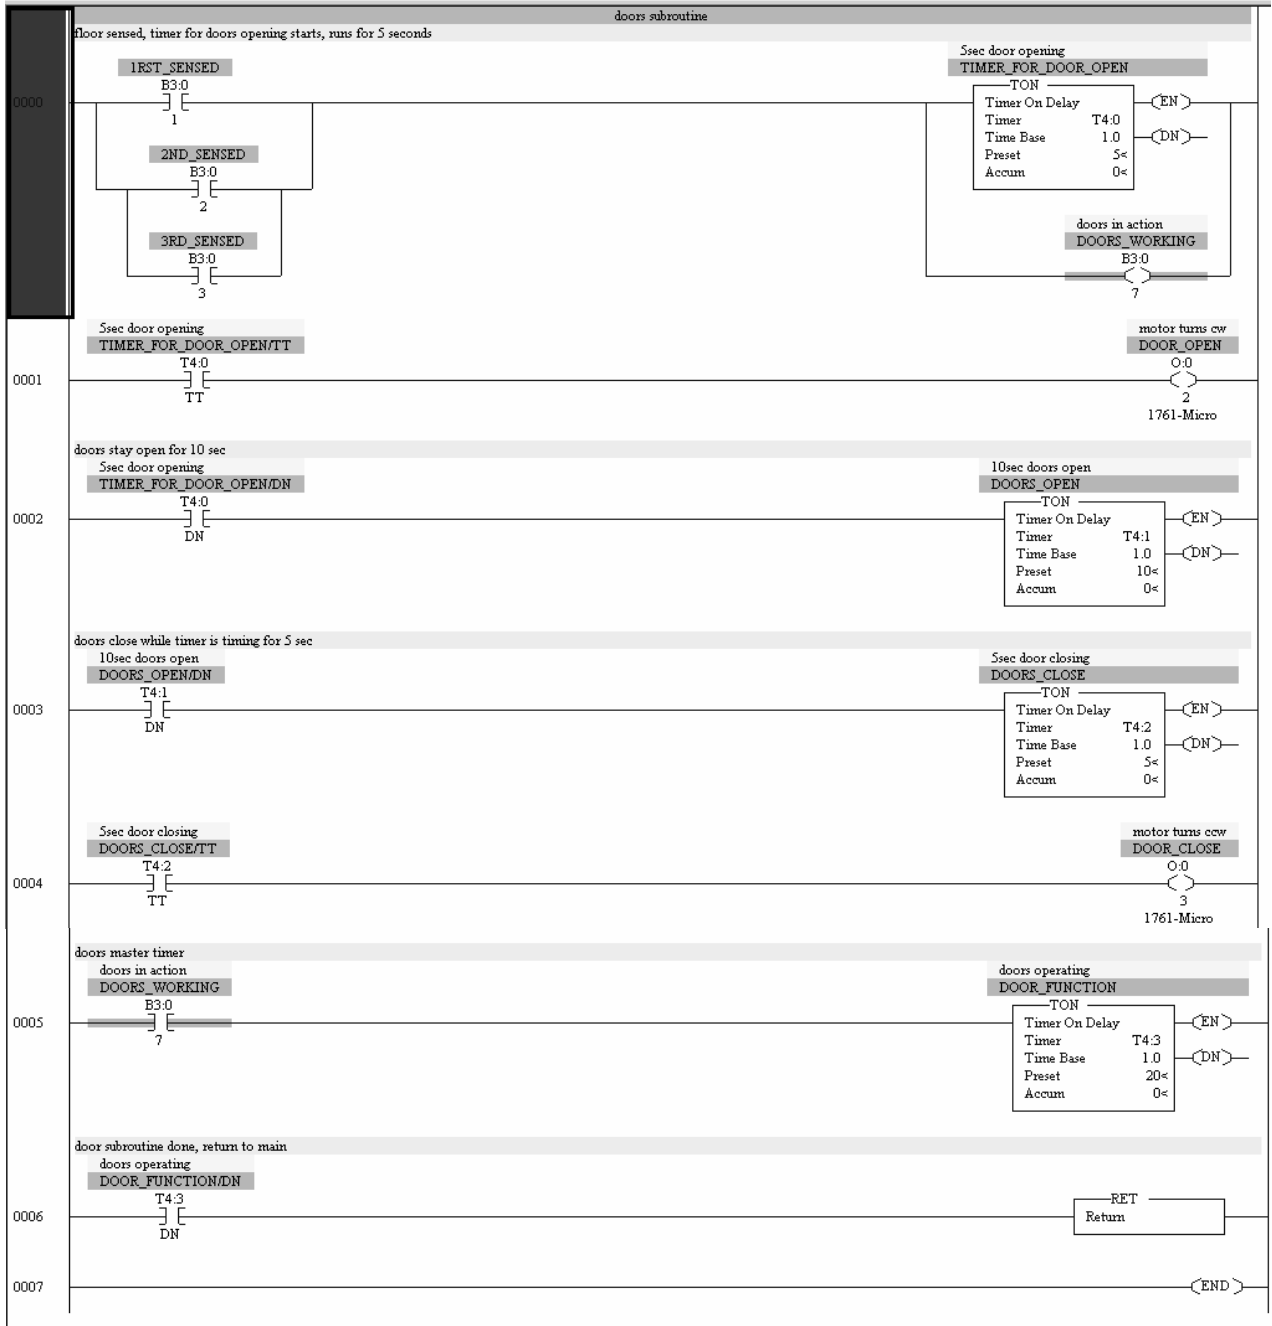 doors subroutine
floor sensed, timer for doors opening starts, runs for 5 seconds
1RST_SENSED
B3:0
1
2ND_SENSED
B3:0
2
3RD_SENSED
B3:0
3
0000
5sec door opening
TIMER_FOR_DOOR_OPEN
TON
Timer On Delay
Timer T4:0
Time Base 1.0
Preset 5<
Accum 0<
EN
DN
doors in action
DOORS_WORKING
B3:0
7
5sec door opening
TIMER_FOR_DOOR_OPEN/TT
T4:0
TT
0001
motor turns cw
DOOR_OPEN
O:0
2
1761-Micro
doors stay open for 10 sec
5sec door opening
TIMER_FOR_DOOR_OPEN/DN
T4:0
DN
0002
10sec doors open
DOORS_OPEN
TON
Timer On Delay
Timer T4:1
Time Base 1.0
Preset 10<
Accum 0<
EN
DN
doors close while timer is timing for 5 sec
10sec doors open
DOORS_OPEN/DN
T4:1
DN
0003
5sec door closing
DOORS_CLOSE
TON
Timer On Delay
Timer T4:2
Time Base 1.0
Preset 5<
Accum 0<
EN
DN
5sec door closing
DOORS_CLOSE/TT
T4:2
TT
0004
motor turns ccw
DOOR_CLOSE
O:0
3
1761-Micro
doors master timer
doors in action
DOORS_WORKING
B3:0
7
0005
doors operating
DOOR_FUNCTION
TON
Timer On Delay
Timer T4:3
Time Base 1.0
Preset 20<
Accum 0<
EN
DN
door subroutine done, return to main
doors operating
DOOR_FUNCTION/DN
T4:3
DN
0006
RET
Return
0007
END